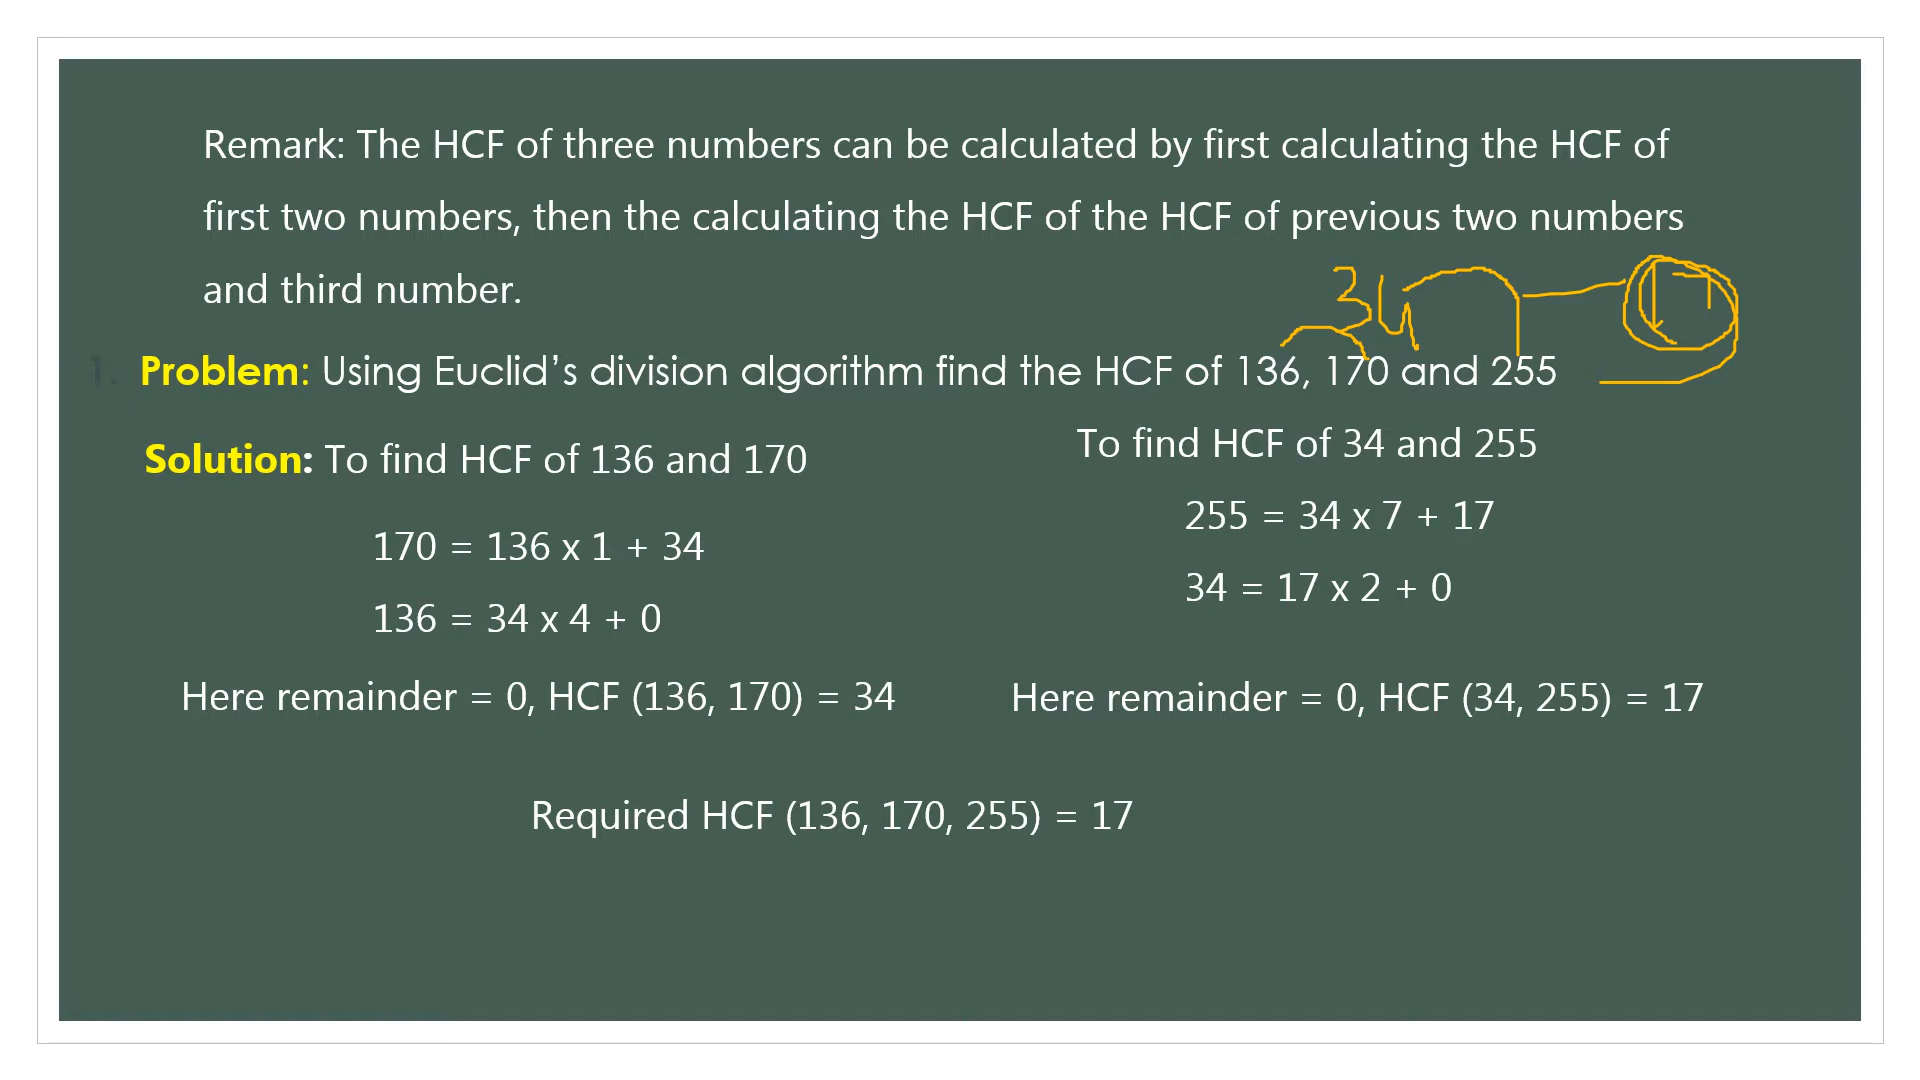 Remark: The HCF of three numbers can be calculated by first calculating the HCF of
first two numbers, then the calculating the HCF of the HCF of previous two numbers
and third number.
34
17
1. Problem: Using Euclid’s division algorithm find the HCF of 136, 170 and 255
Solution: To find HCF of 136 and 170
170 = 136 x 1 + 34
136 = 34 x 4 + 0
Here remainder = 0, HCF (136, 170) = 34
To find HCF of 34 and 255
255 = 34 x 7 + 17
34 = 17 x 2 + 0
Here remainder = 0, HCF (34, 255) = 17
Required HCF (136, 170, 255) = 17